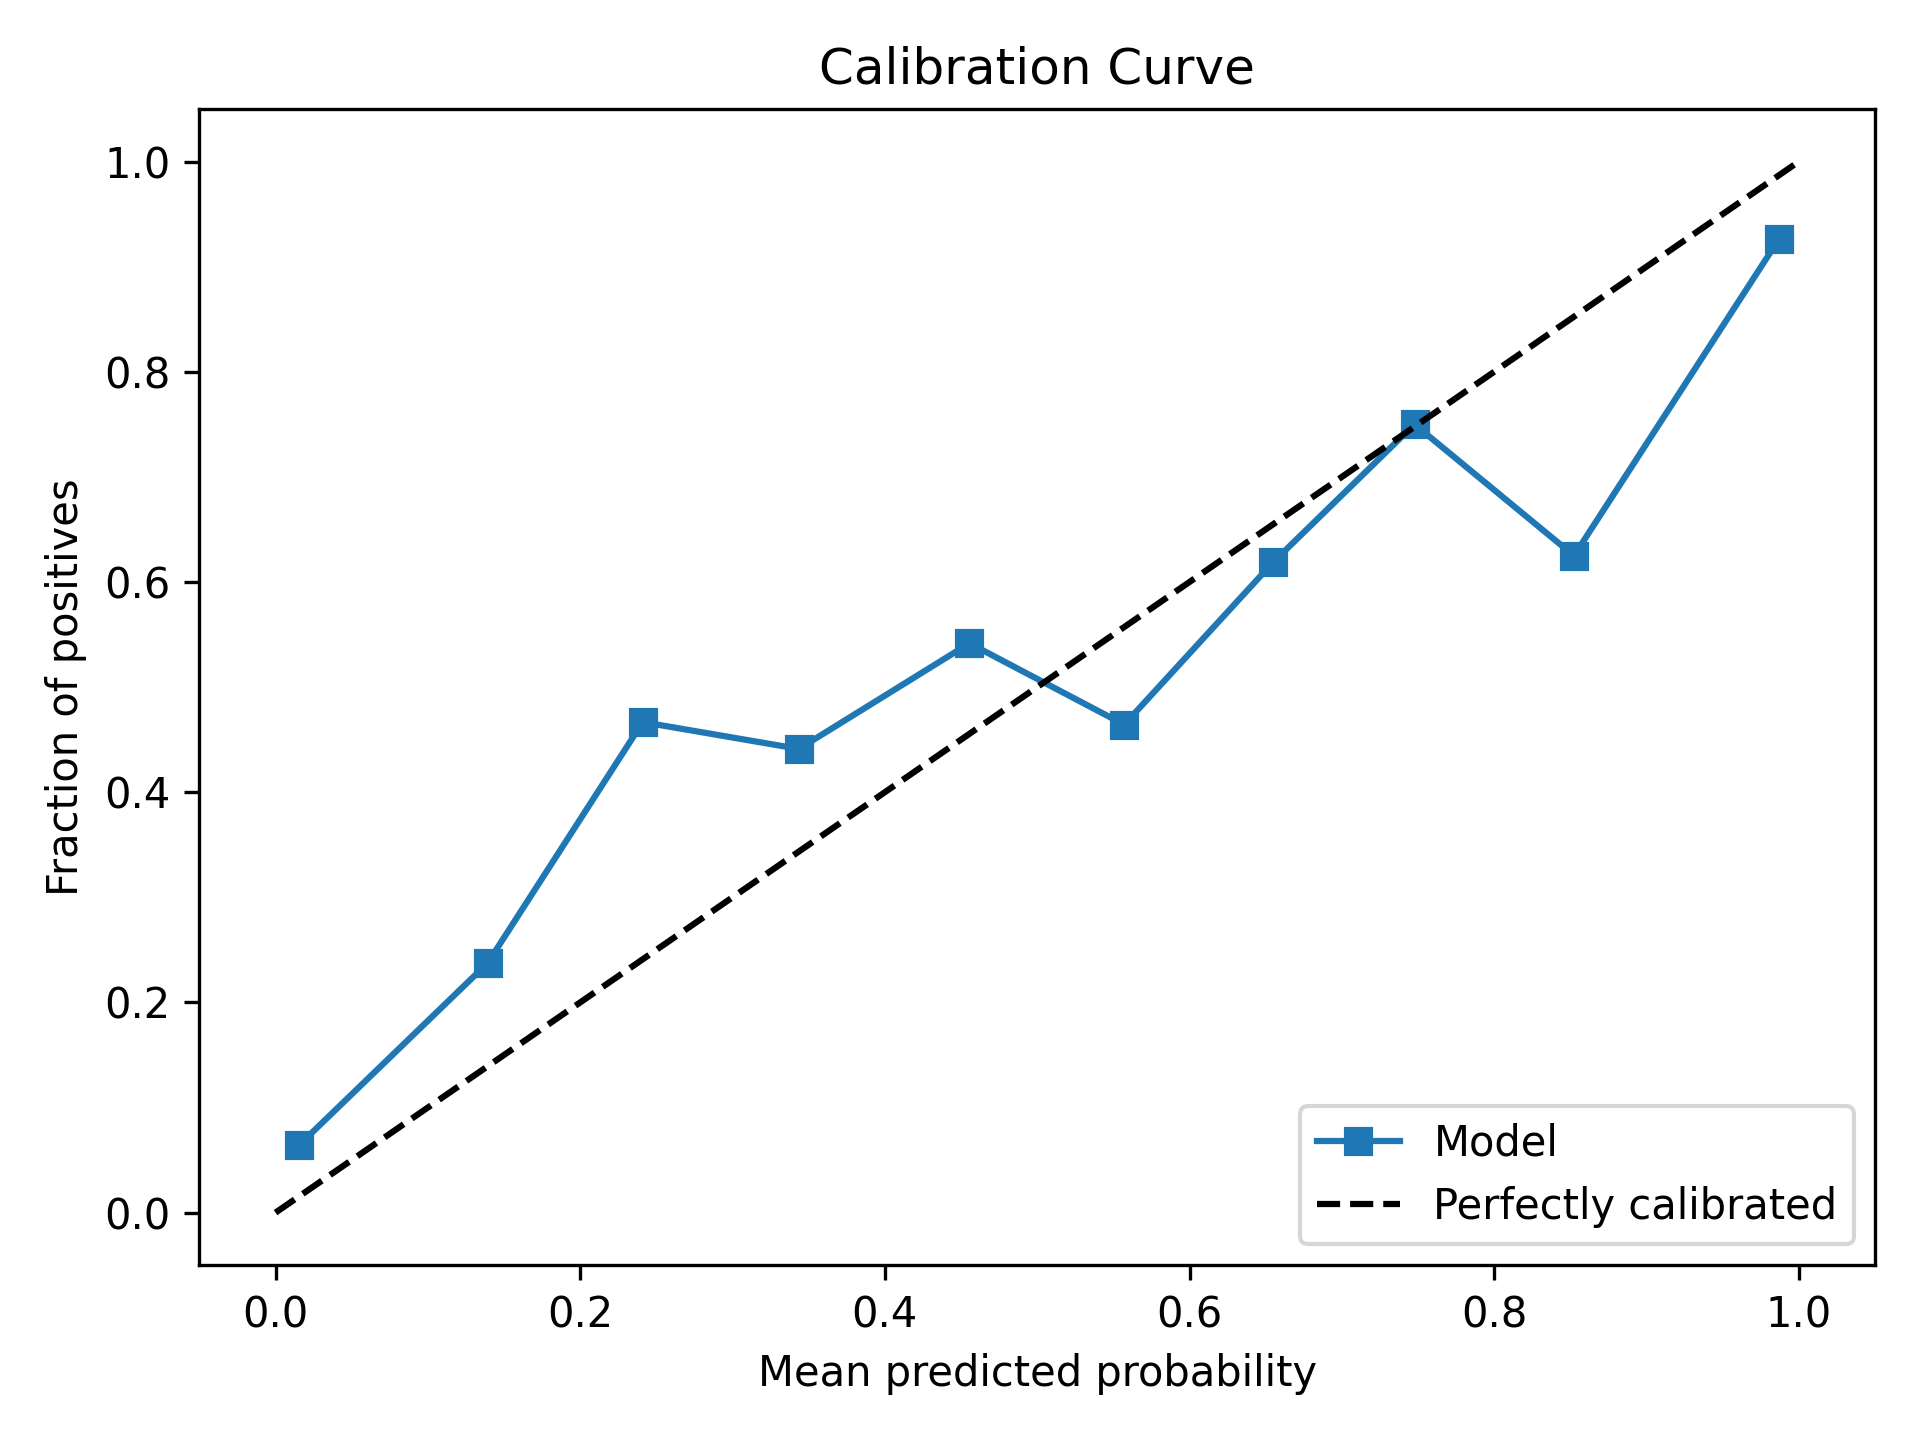 Calibration Curve
1.0
0.8
0.6
0.4
0.2
0.0
Fraction of positives
Model
Perfectly calibrated
0.0 0.2 0.4 0.6 0.8 1.0
Mean predicted probability